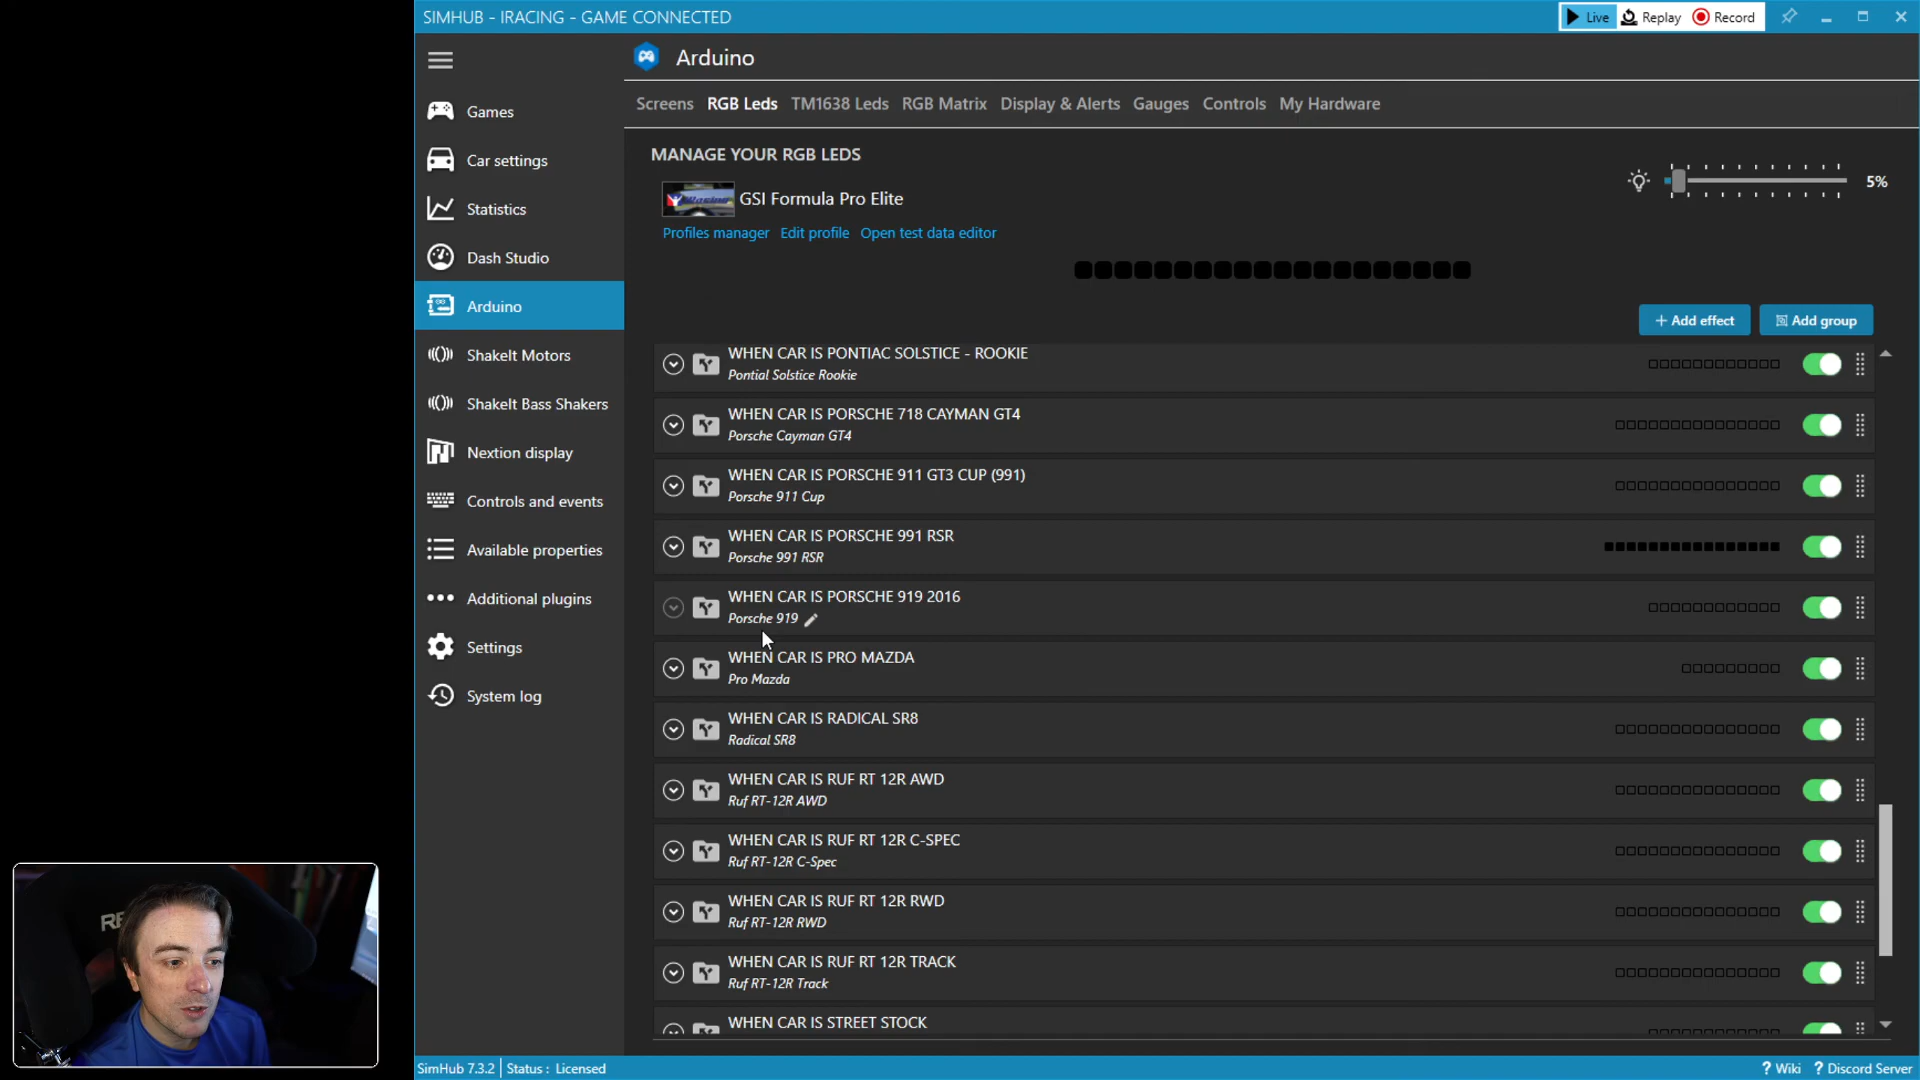 SIMHUB - IRACING - GAME CONNECTED
Live
Replay
Record
Games
Car settings
Statistics
Dash Studio
Arduino
ShakeIt Motors
ShakeIt Bass Shakers
Nextion display
Controls and events
Available properties
Additional plugins
Settings
System log
Arduino
Screens
RGB Leds
TM1638 Leds
RGB Matrix
Display & Alerts
Gauges
Controls
My Hardware
MANAGE YOUR RGB LEDS
GSI Formula Pro Elite
5%
Profiles manager
Edit profile
Open test data editor
+ Add effect
Add group
WHEN CAR IS PONTIAC SOLSTICE - ROOKIE
Pontial Solstice Rookie
WHEN CAR IS PORSCHE 718 CAYMAN GT4
Porsche Cayman GT4
WHEN CAR IS PORSCHE 911 GT3 CUP (991)
Porsche 911 Cup
WHEN CAR IS PORSCHE 991 RSR
Porsche 991 RSR
WHEN CAR IS PORSCHE 919 2016
Porsche 919
WHEN CAR IS PRO MAZDA
Pro Mazda
WHEN CAR IS RADICAL SR8
Radical SR8
WHEN CAR IS RUF RT 12R AWD
Ruf RT-12R AWD
WHEN CAR IS RUF RT 12R C-SPEC
Ruf RT-12R C-Spec
WHEN CAR IS RUF RT 12R RWD
Ruf RT-12R RWD
WHEN CAR IS RUF RT 12R TRACK
Ruf RT-12R Track
WHEN CAR IS STREET STOCK
SimHub 7.3.2
Status : Licensed
? Wiki
? Discord Server